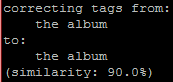 correcting tags from:
    the album
to:
    the album
(similarity: 90.0%)